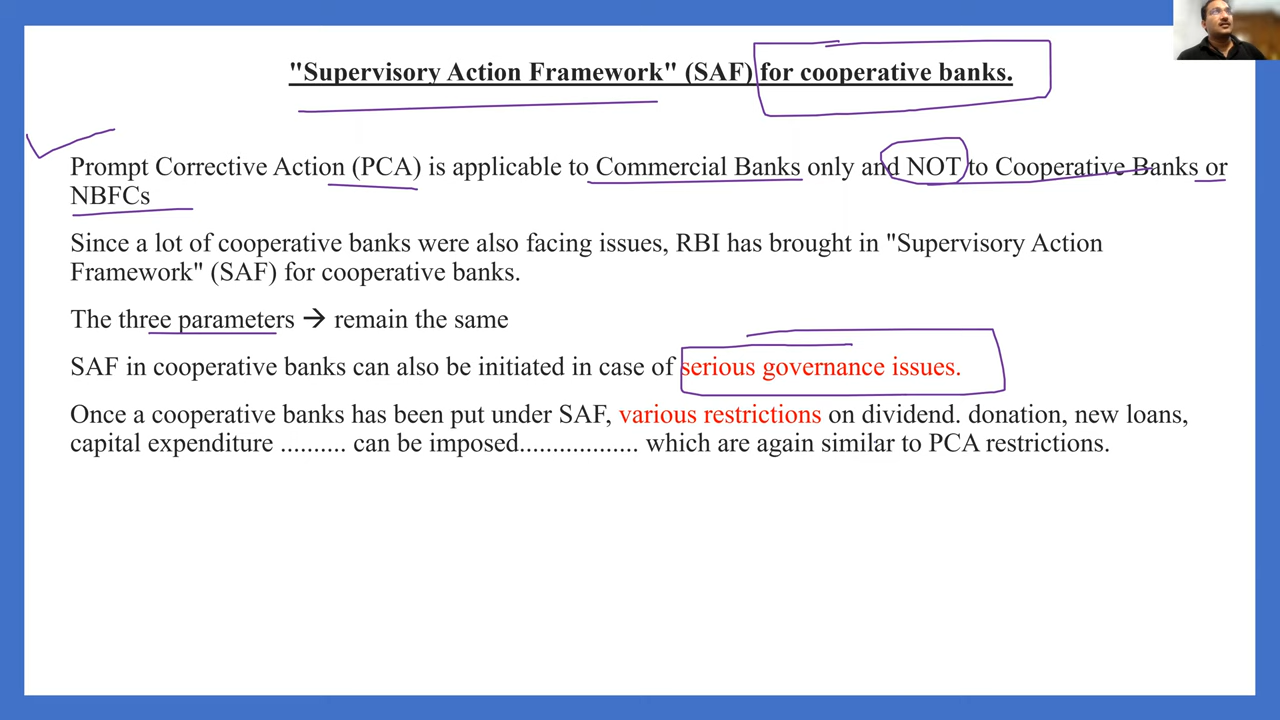 "Supervisory Action Framework" (SAF) for cooperative banks.
Prompt Corrective Action (PCA) is applicable to Commercial Banks only and NOT to Cooperative Banks or
NBFCs
Since a lot of cooperative banks were also facing issues, RBI has brought in "Supervisory Action
Framework" (SAF) for cooperative banks.
The three parameters → remain the same
SAF in cooperative banks can also be initiated in case of serious governance issues.
Once a cooperative banks has been put under SAF, various restrictions on dividend. donation, new loans,
capital expenditure .......... can be imposed.................. which are again similar to PCA restrictions.